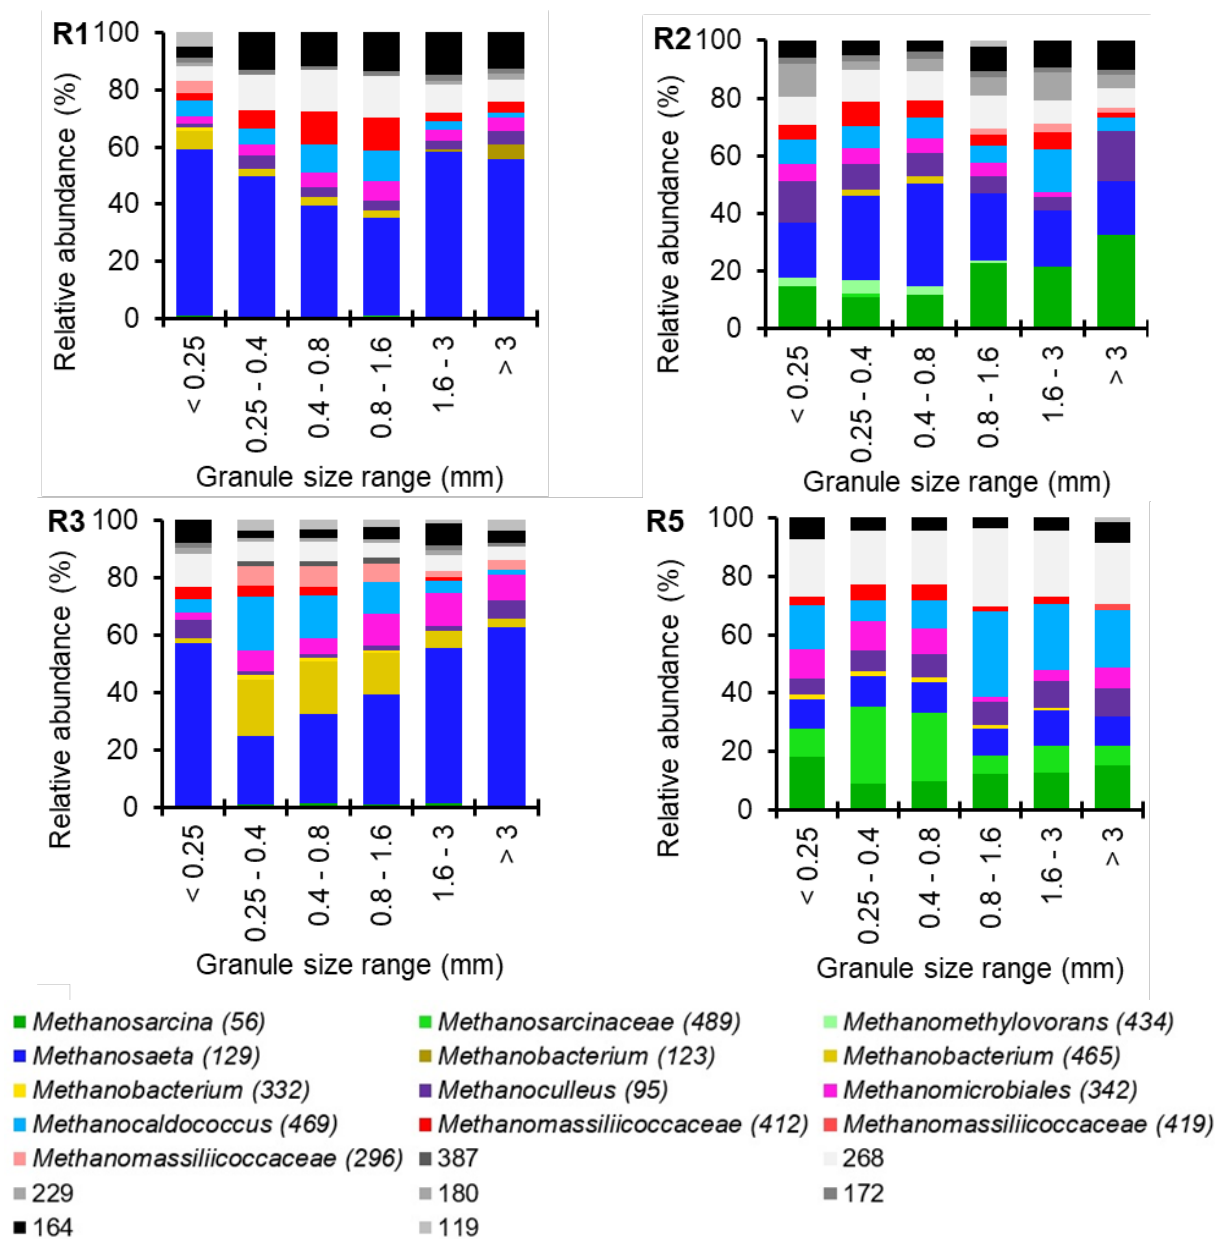 R1
Relative abundance (%)
100
80
60
40
20
0
< 0.25
0.25 - 0.4
0.4 - 0.8
0.8 - 1.6
1.6 - 3
> 3
Granule size range (mm)
R2
Relative abundance (%)
100
80
60
40
20
0
< 0.25
0.25 - 0.4
0.4 - 0.8
0.8 - 1.6
1.6 - 3
> 3
Granule size range (mm)
R3
Relative abundance (%)
100
80
60
40
20
0
< 0.25
0.25 - 0.4
0.4 - 0.8
0.8 - 1.6
1.6 - 3
> 3
Granule size range (mm)
R5
Relative abundance (%)
100
80
60
40
20
0
< 0.25
0.25 - 0.4
0.4 - 0.8
0.8 - 1.6
1.6 - 3
> 3
Granule size range (mm)
Methanosarcina (56) Methanosarcinaceae (489) Methanomethylovorans (434)
Methanosaeta (129) Methanobacterium (123) Methanobacterium (465)
Methanobacterium (332) Methanoculleus (95) Methanomicrobiales (342)
Methanocaldococcus (469) Methanomassiliicoccaceae (412) Methanomassiliicoccaceae (419)
Methanomassiliicoccaceae (296) 387 268
229 180 172
164 119